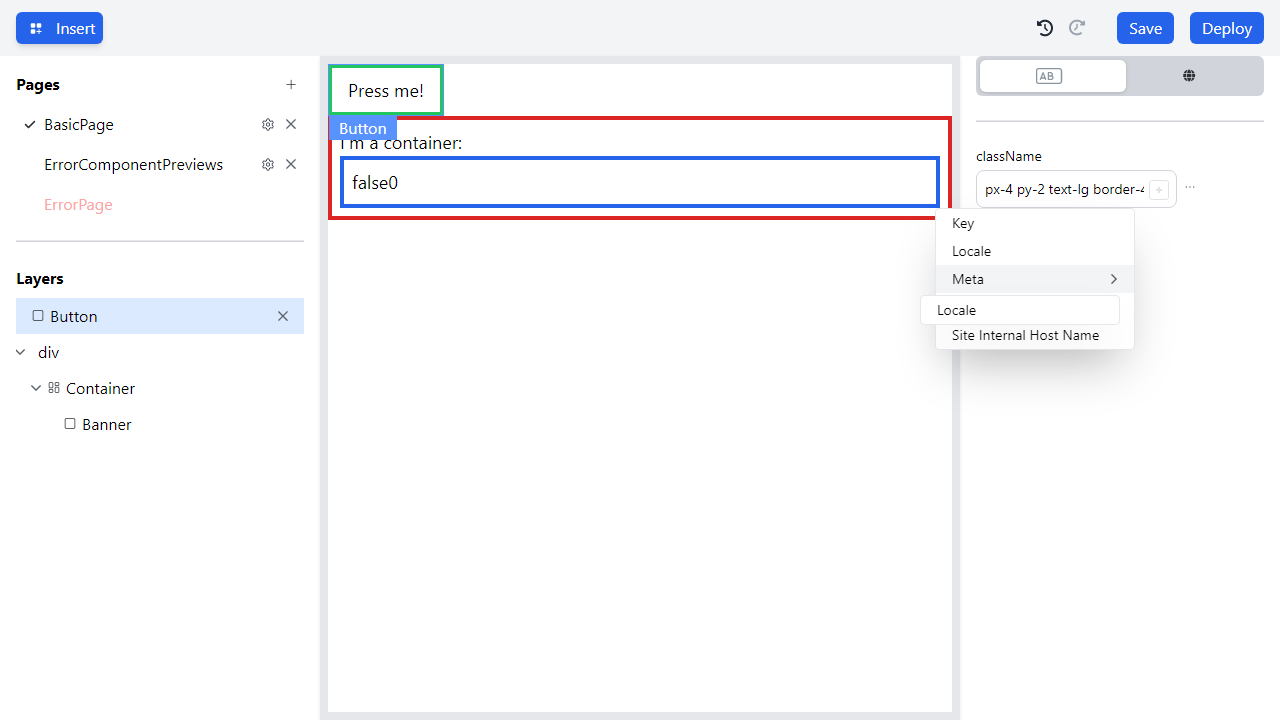 Insert
Save
Deploy
Pages
BasicPage
ErrorComponentPreviews
ErrorPage
Layers
Button
div
Container
Banner
Press me!
Button
I'm a container:
false0
AB
className
px-4 py-2 text-lg border-4
Key
Locale
Meta
Locale
Site Internal Host Name